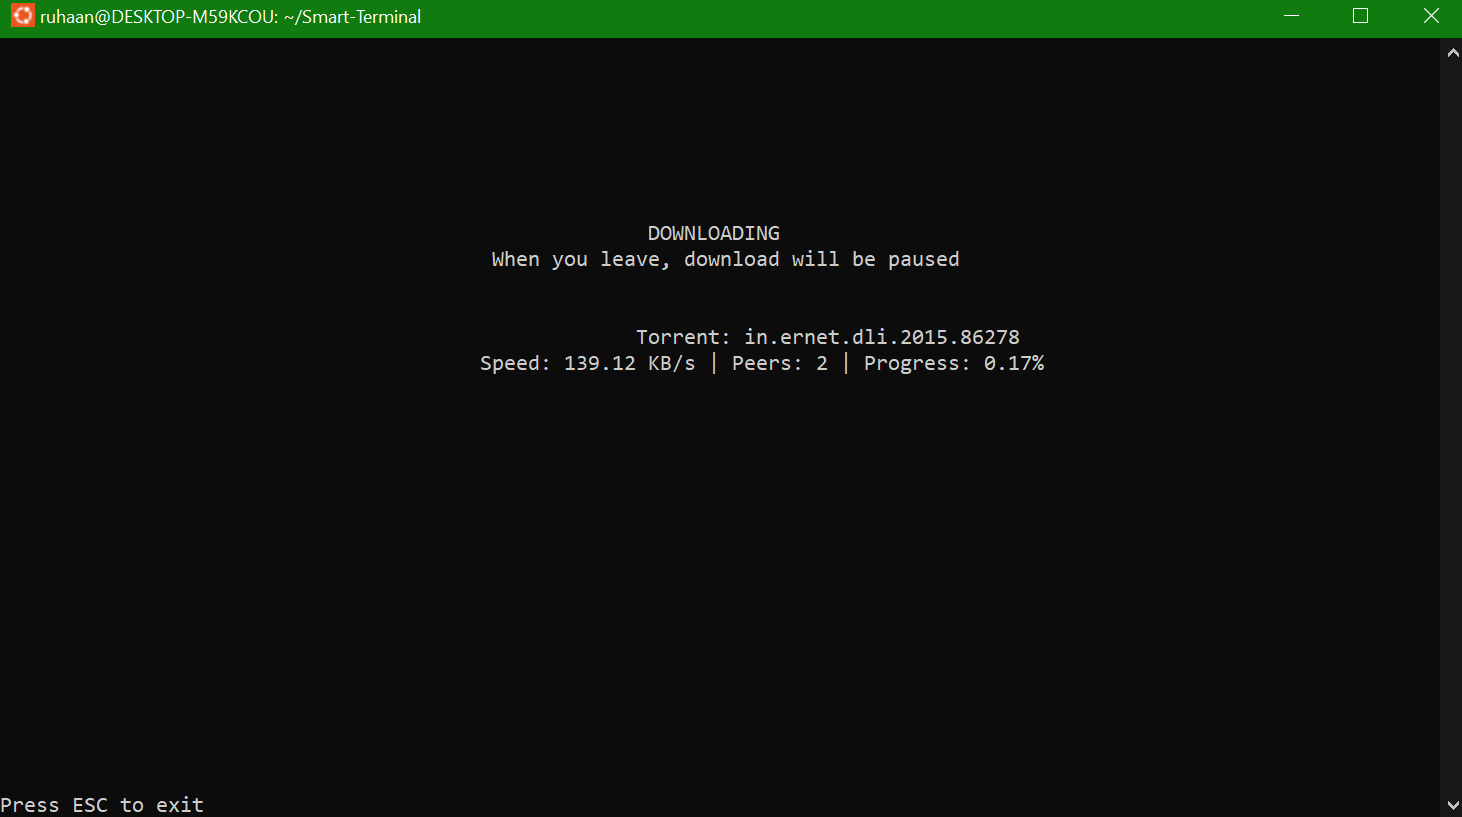 ruhaan@DESKTOP-M59KCOU: ~/Smart-Terminal
DOWNLOADING
When you leave, download will be paused
Torrent: in.ernet.dli.2015.86278
Speed: 139.12 KB/s | Peers: 2 | Progress: 0.17%
Press ESC to exit